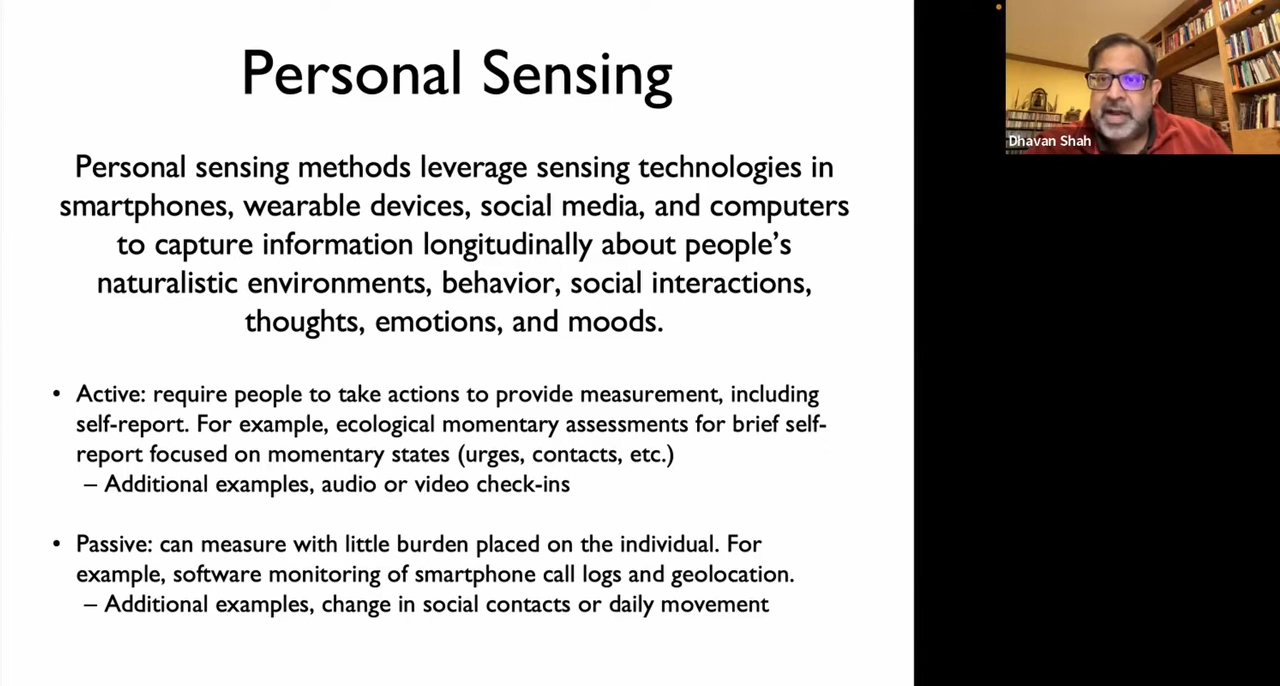 Personal Sensing
Personal sensing methods leverage sensing technologies in
smartphones, wearable devices, social media, and computers
to capture information longitudinally about people’s
naturalistic environments, behavior, social interactions,
thoughts, emotions, and moods.
• Active: require people to take actions to provide measurement, including
self-report. For example, ecological momentary assessments for brief self-
report focused on momentary states (urges, contacts, etc.)
– Additional examples, audio or video check-ins
• Passive: can measure with little burden placed on the individual. For
example, software monitoring of smartphone call logs and geolocation.
– Additional examples, change in social contacts or daily movement
Dhavan Shah